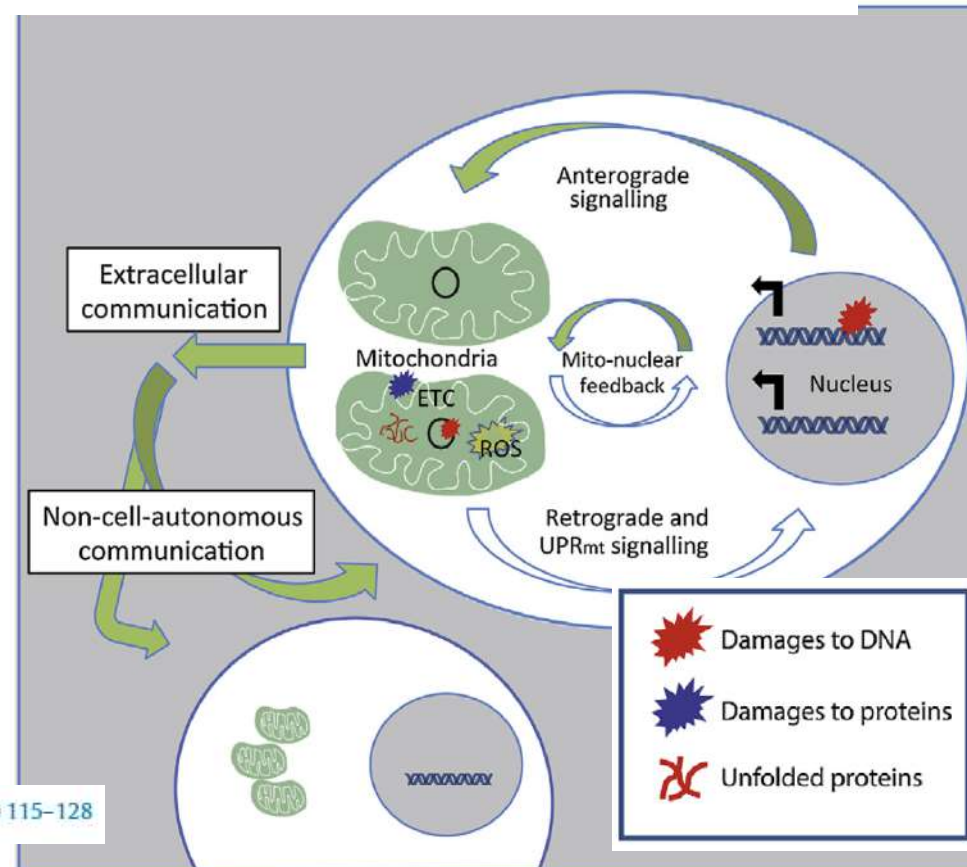 Anterograde
signalling
Extracellular
communication
Mitochondria
Mito-nuclear
feedback
Nucleus
ETC
ROS
Non-cell-autonomous
communication
Retrograde and
UPRmt signalling
Damages to DNA
Damages to proteins
Unfolded proteins
115–128